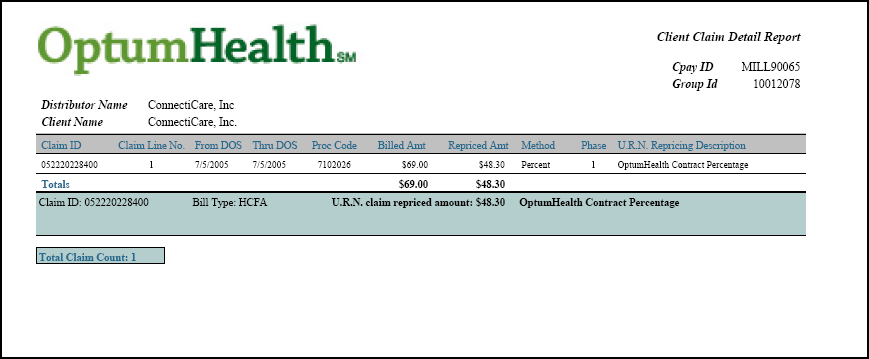 OptumHealth SM
Client Claim Detail Report
Cpay ID MILL90065
Group Id 10012078
Distributor Name ConnectiCare, Inc
Client Name ConnectiCare, Inc.
Claim ID Claim Line No. From DOS Thru DOS Proc Code Billed Amt Repriced Amt Method Phase U.R.N. Repricing Description
052220228400 1 7/5/2005 7/5/2005 7102026 $69.00 $48.30 Percent 1 OptumHealth Contract Percentage
Totals $69.00 $48.30
Claim ID: 052220228400 Bill Type: HCFA U.R.N. claim repriced amount: $48.30 OptumHealth Contract Percentage
Total Claim Count: 1